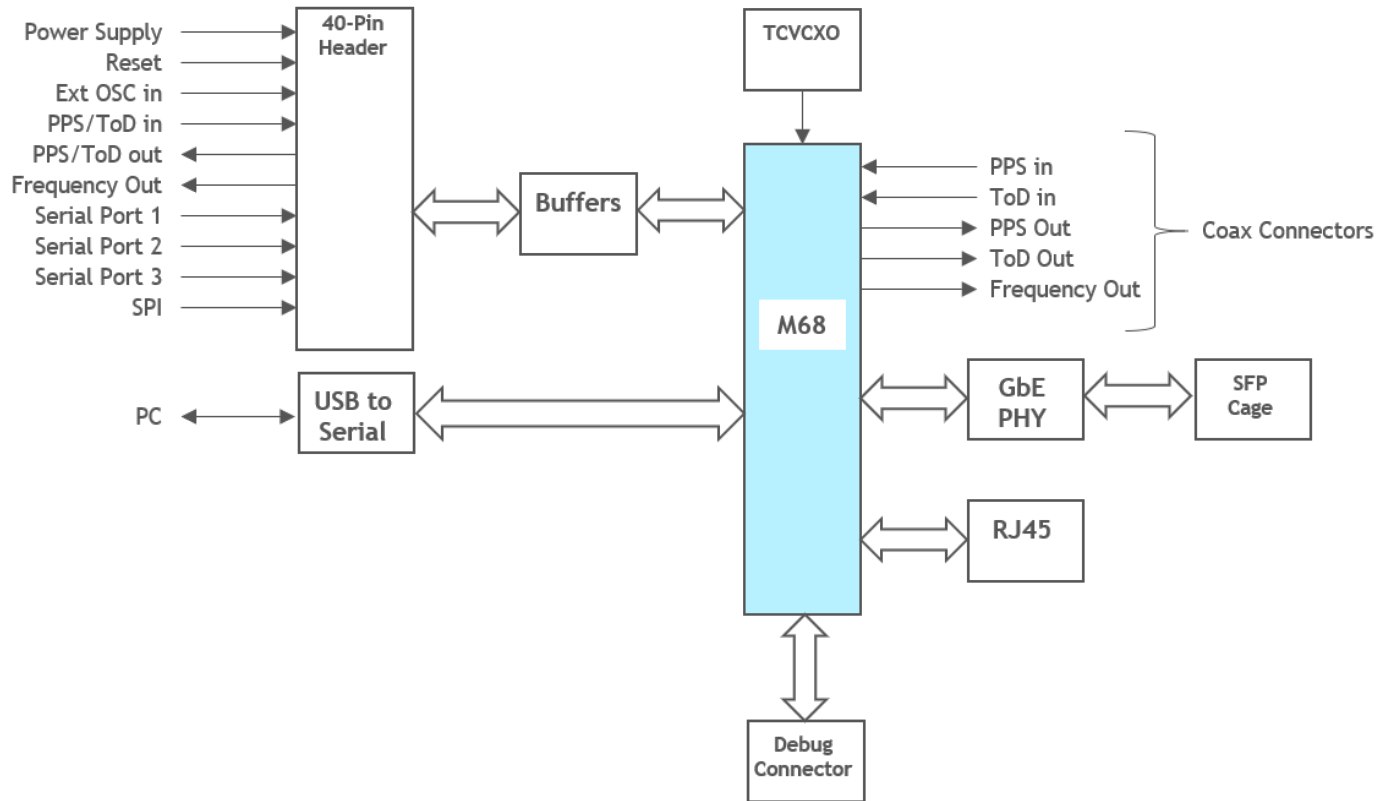 Power Supply
Reset
Ext OSC in
PPS/ToD in
PPS/ToD out
Frequency Out
Serial Port 1
Serial Port 2
Serial Port 3
SPI
40-Pin
Header
Buffers
PC
USB to
Serial
TCVCXO
M68
PPS in
ToD in
PPS Out
ToD Out
Frequency Out
Coax Connectors
GbE
PHY
SFP
Cage
RJ45
Debug
Connector